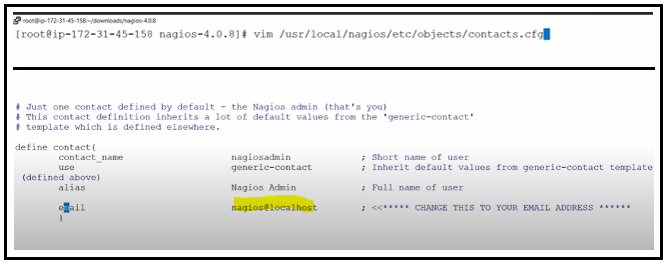 root@ip-172-31-45-158:~/downloads/nagios-4.0.8
[root@ip-172-31-45-158 nagios-4.0.8]# vim /usr/local/nagios/etc/objects/contacts.cfg
# Just one contact defined by default - the Nagios admin (that's you)
# This contact definition inherits a lot of default values from the 'generic-contact'
# template which is defined elsewhere.
define contact{
contact_name nagiosadmin ; Short name of user
use generic-contact ; Inherit default values from generic-contact template
(defined above)
alias Nagios Admin ; Full name of user
email nagios@localhost ; <<***** CHANGE THIS TO YOUR EMAIL ADDRESS ******
}